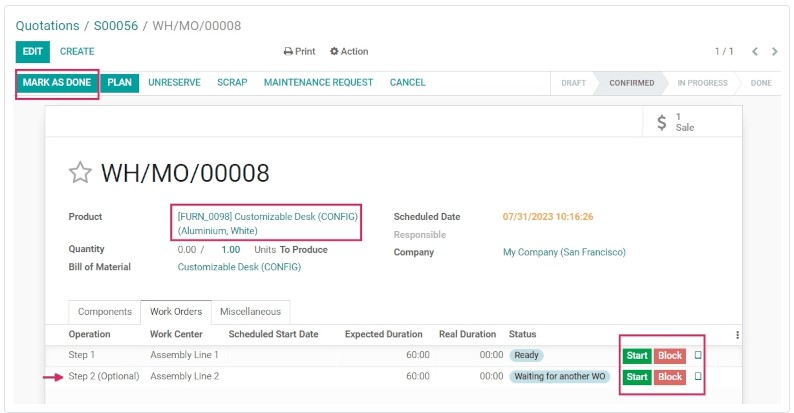 Quotations / S00056 / WH/MO/00008
EDIT CREATE Print Action 1 / 1
MARK AS DONE PLAN UNRESERVE SCRAP MAINTENANCE REQUEST CANCEL DRAFT CONFIRMED IN PROGRESS DONE
$ 1
Sale
WH/MO/00008
Product [FURN_0098] Customizable Desk (CONFIG) Scheduled Date 07/31/2023 10:16:26
(Aluminium, White) Responsible
Quantity 0.00 / 1.00 Units To Produce Company My Company (San Francisco)
Bill of Material Customizable Desk (CONFIG)
Components Work Orders Miscellaneous
Operation Work Center Scheduled Start Date Expected Duration Real Duration Status
Step 1 Assembly Line 1 60:00 00:00 Ready Start Block
Step 2 (Optional) Assembly Line 2 60:00 00:00 Waiting for another WO Start Block